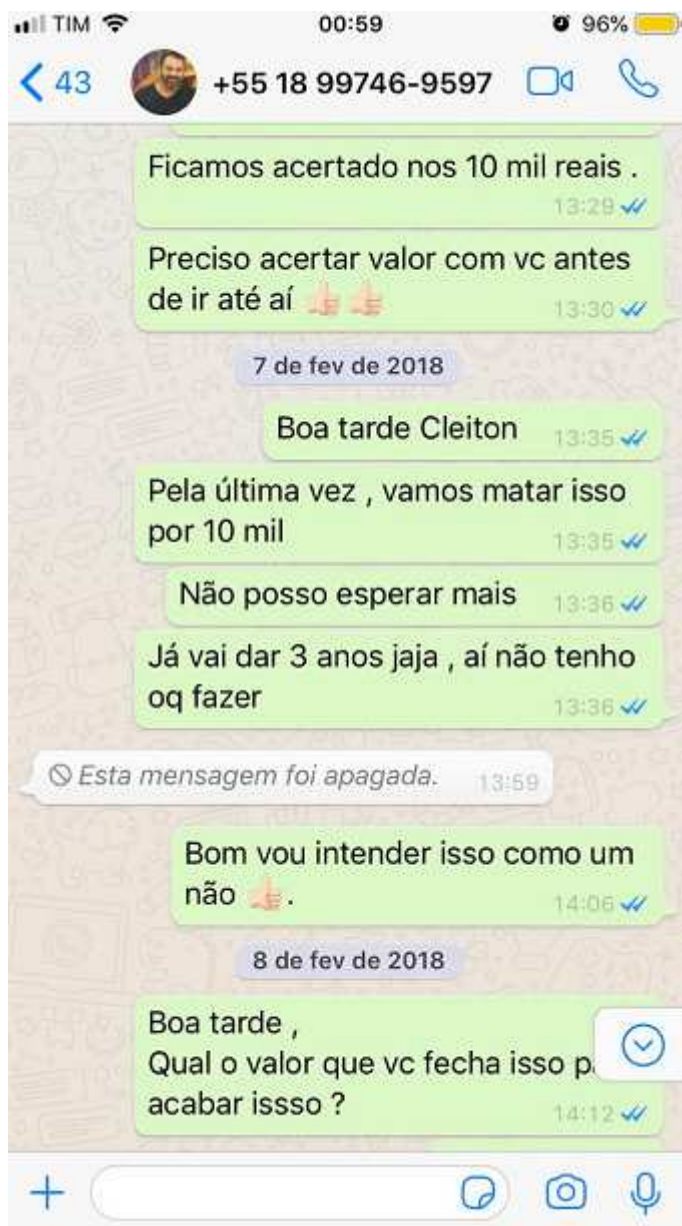 TIM 00:59 96%
43 +55 18 99746-9597
Ficamos acertado nos 10 mil reais .
13:29
Preciso acertar valor com vc antes
de ir até aí 👍🏻👍🏻 13:30
7 de fev de 2018
Boa tarde Cleiton 13:35
Pela última vez , vamos matar isso
por 10 mil 13:35
Não posso esperar mais 13:36
Já vai dar 3 anos jaja , aí não tenho
oq fazer 13:36
Esta mensagem foi apagada. 13:59
Bom vou intender isso como um
não 👍🏻. 14:06
8 de fev de 2018
Boa tarde ,
Qual o valor que vc fecha isso
acabar issso ? 14:12